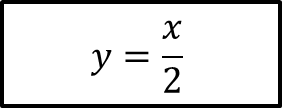 y = x/2